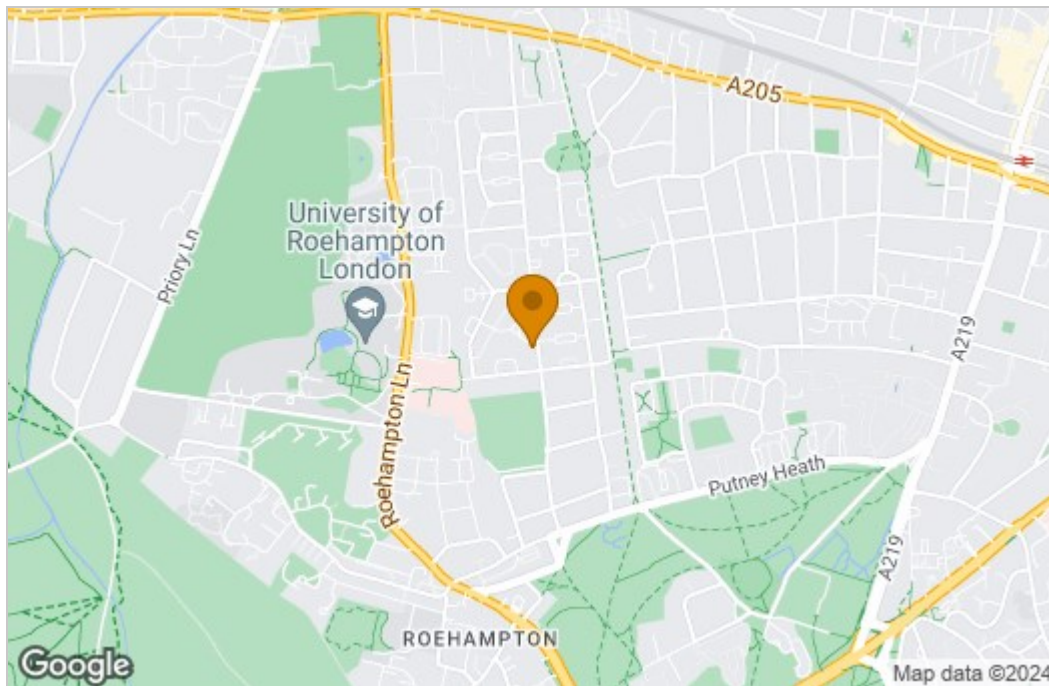 A205
University of
Roehampton
London
Priory Ln
A219
Roehampton Ln
Putney Heath
A219
ROEHAMPTON
Google
Map data ©2024